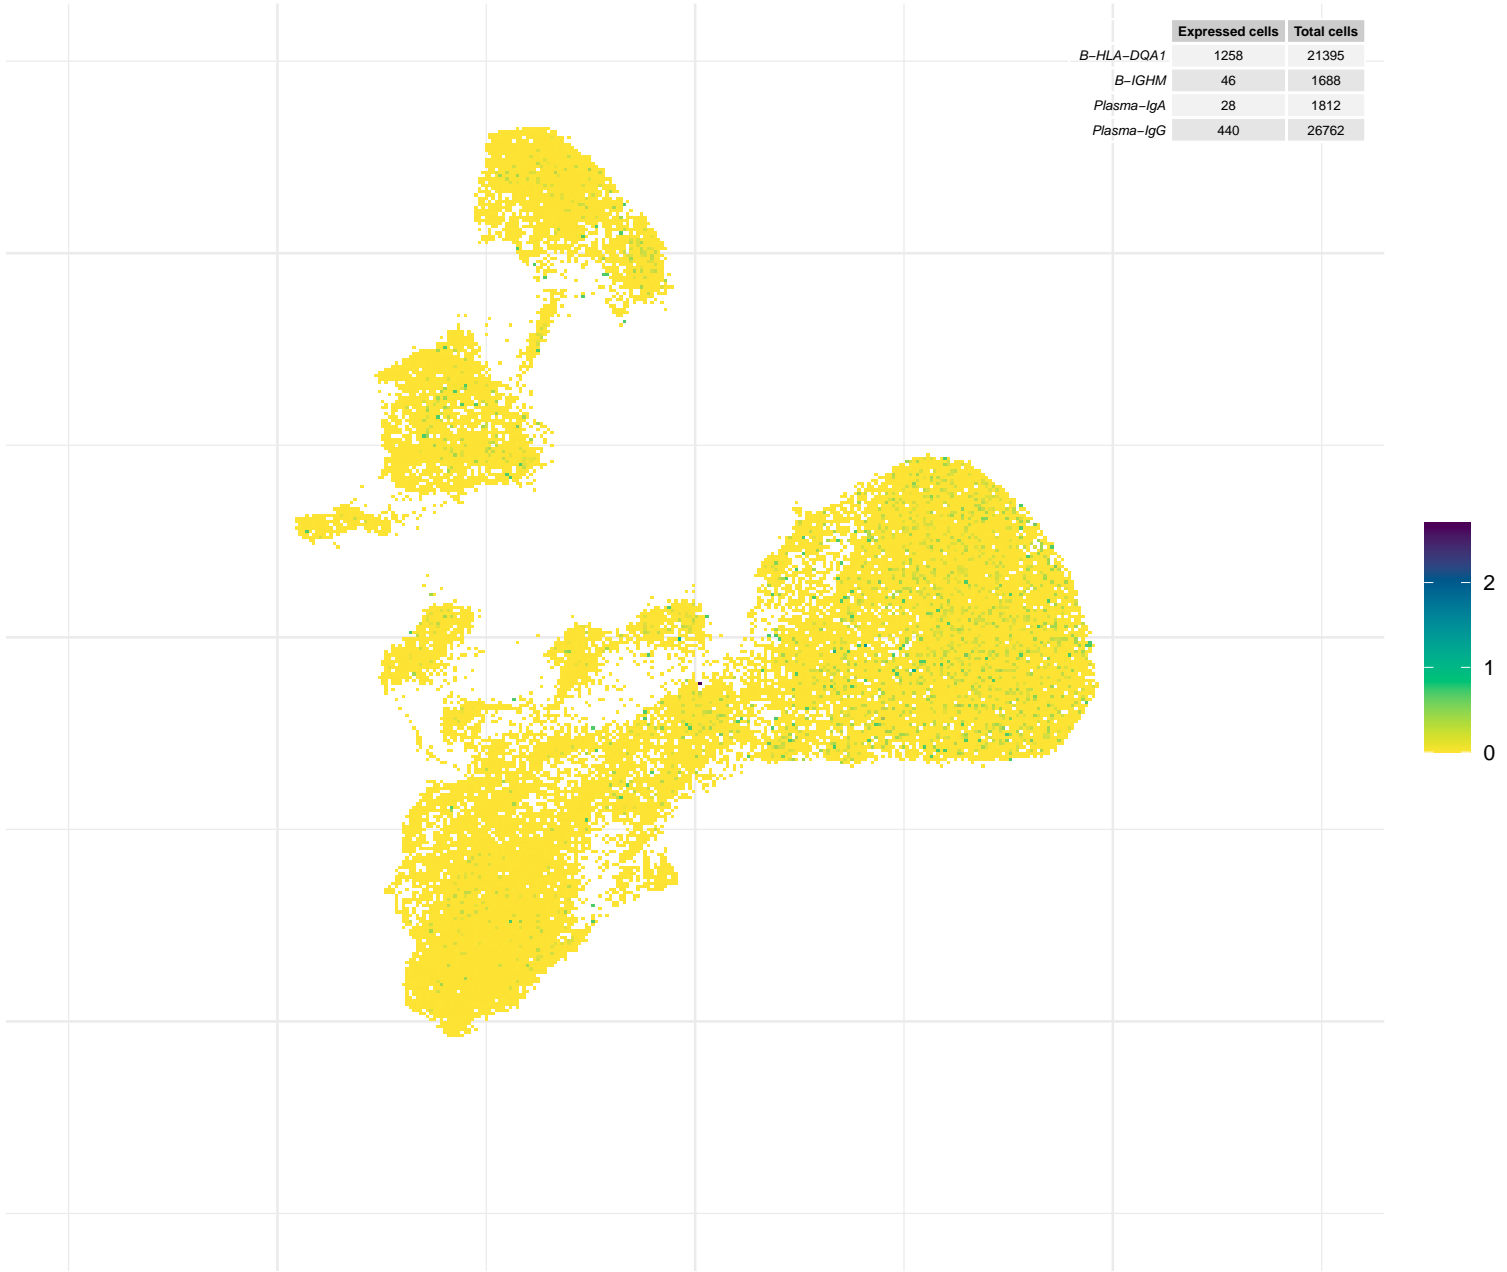 Expressed cells Total cells
B−HLA−DQA1 1258 21395
B−IGHM 46 1688
Plasma−IgA 28 1812
Plasma−IgG 440 26762
2
1
0